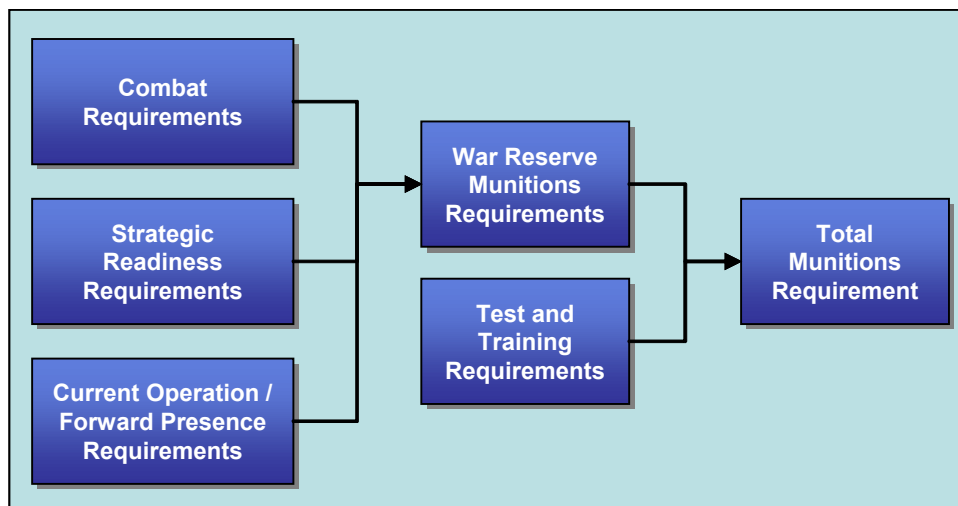 Combat
Requirements
Strategic
Readiness
Requirements
Current Operation /
Forward Presence
Requirements
War Reserve
Munitions
Requirements
Test and
Training
Requirements
Total
Munitions
Requirement